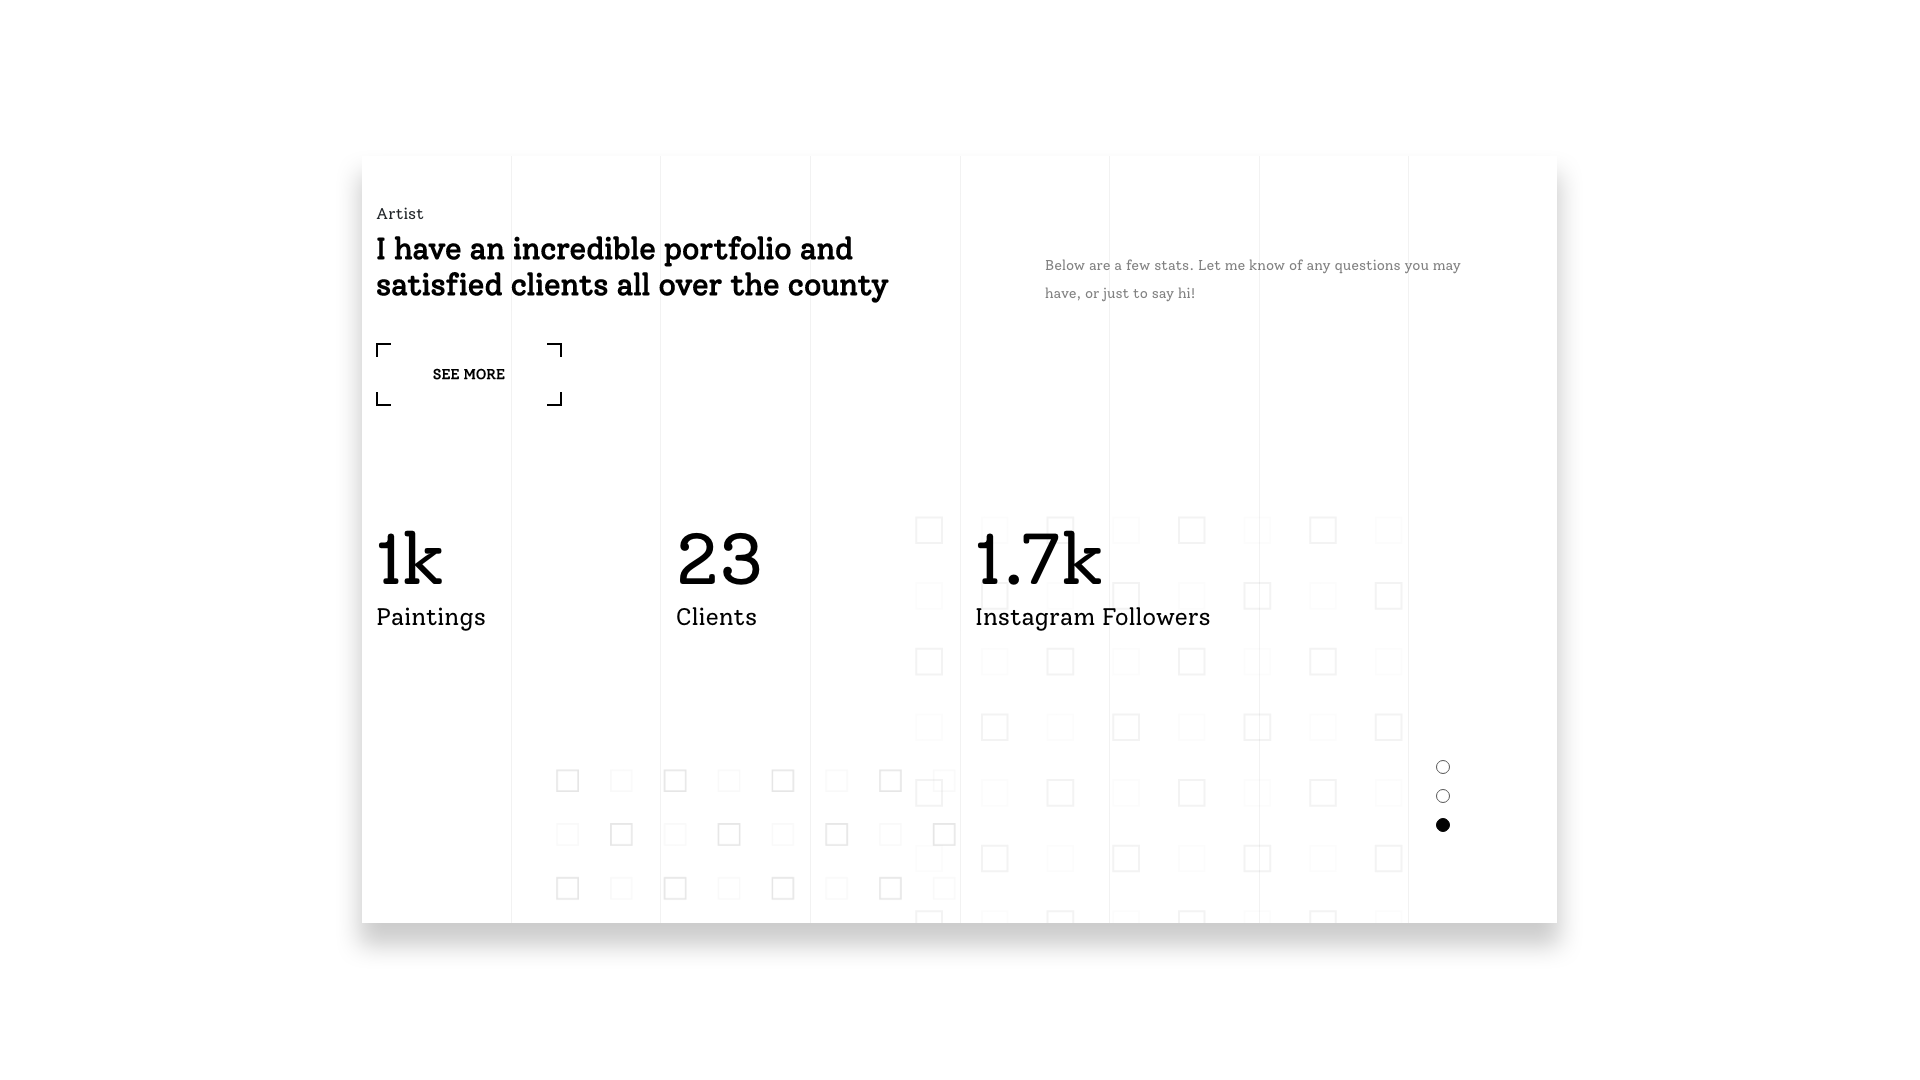 Artist
I have an incredible portfolio and
satisfied clients all over the county
Below are a few stats. Let me know of any questions you may
have, or just to say hi!
SEE MORE
1k
Paintings
23
Clients
1.7k
Instagram Followers